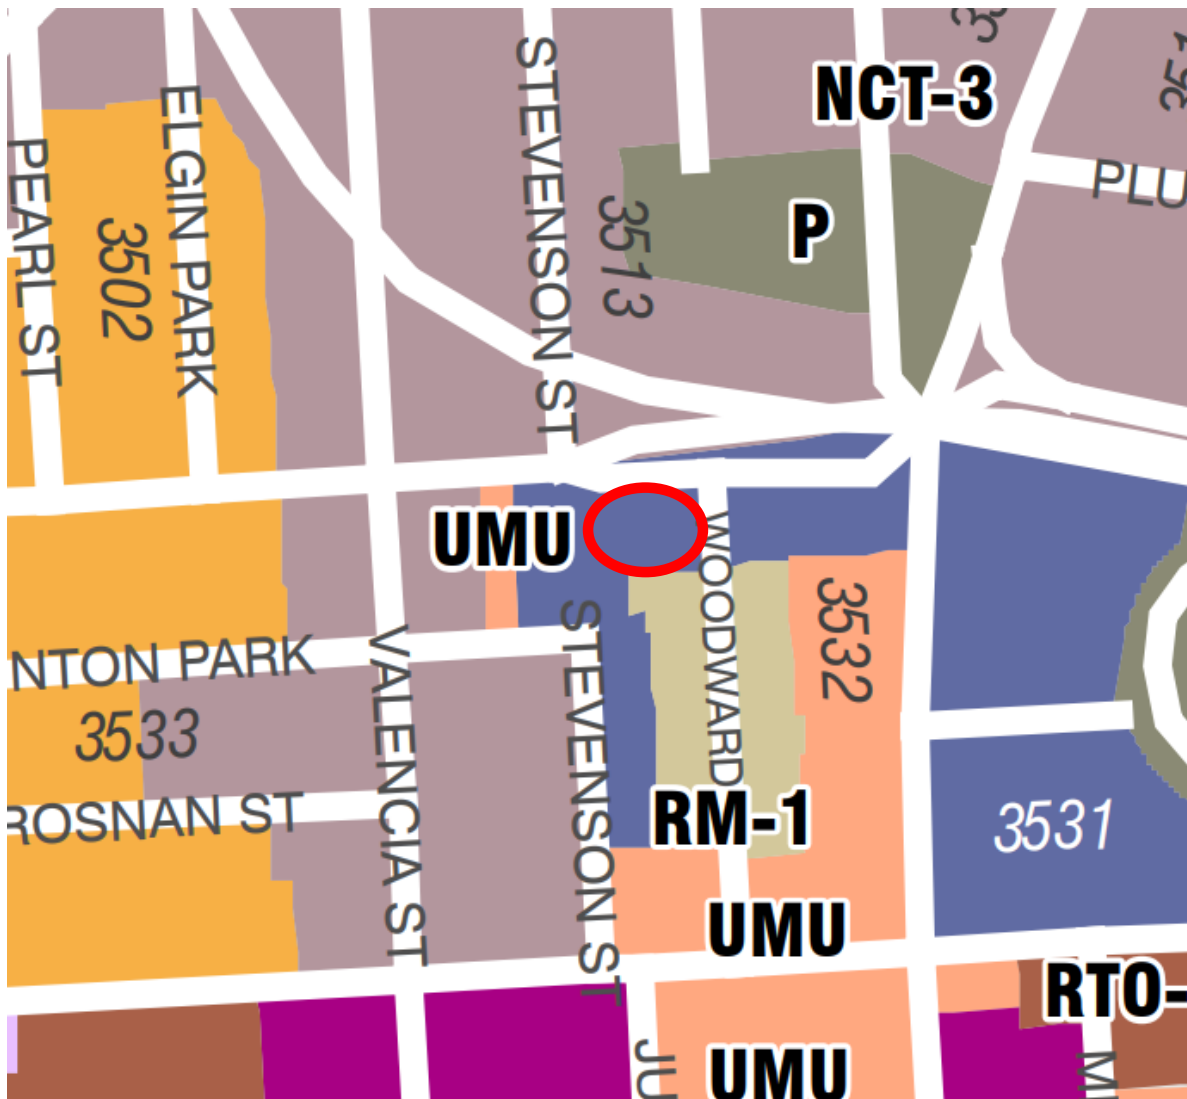 STEVENSON ST
NCT-3
ELGIN PARK
PEARL ST
PLU
3502
3513
P
UMU
WOODWARD
3532
STEVENSON ST
NTON PARK
VALENCIA ST
3533
ROSNAN ST
RM-1
3531
UMU
RTO-
JU
UMU